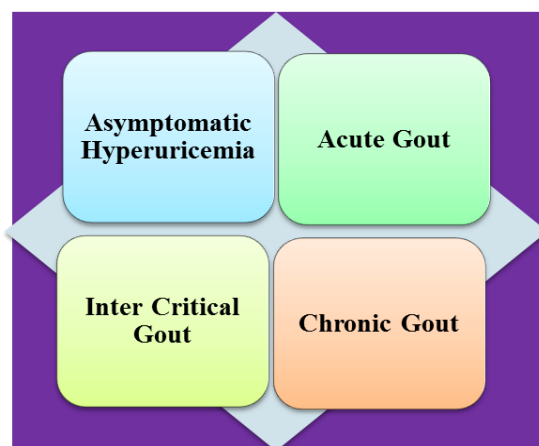 Asymptomatic
Hyperuricemia
Acute Gout
Inter Critical
Gout
Chronic Gout